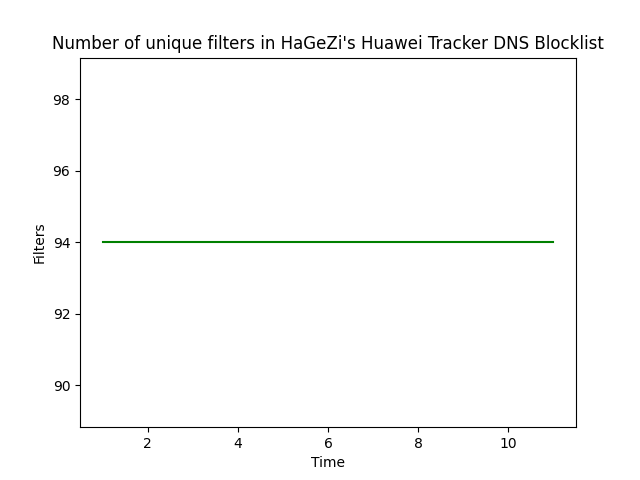 Number of unique filters in HaGeZi's Huawei Tracker DNS Blocklist
98
96
94
92
90
Filters
2 4 6 8 10
Time